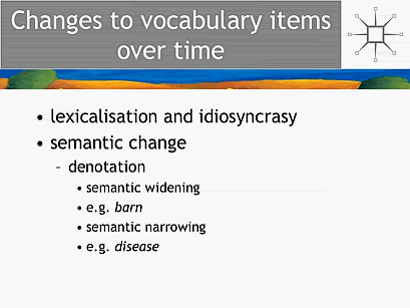 Changes to vocabulary items
over time
• lexicalisation and idiosyncrasy
• semantic change
– denotation
• semantic widening
• e.g. barn
• semantic narrowing
• e.g. disease